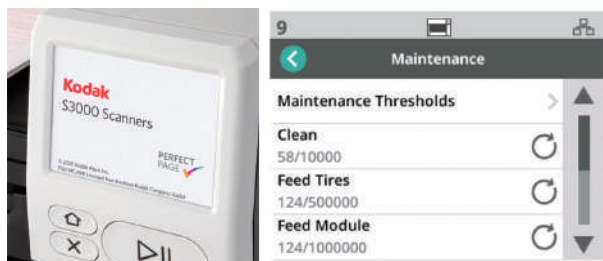 Kodak
S3000 Scanners
PERFECT
PAGE
9
Maintenance
Maintenance Thresholds
Clean
58/10000
Feed Tires
124/500000
Feed Module
124/1000000